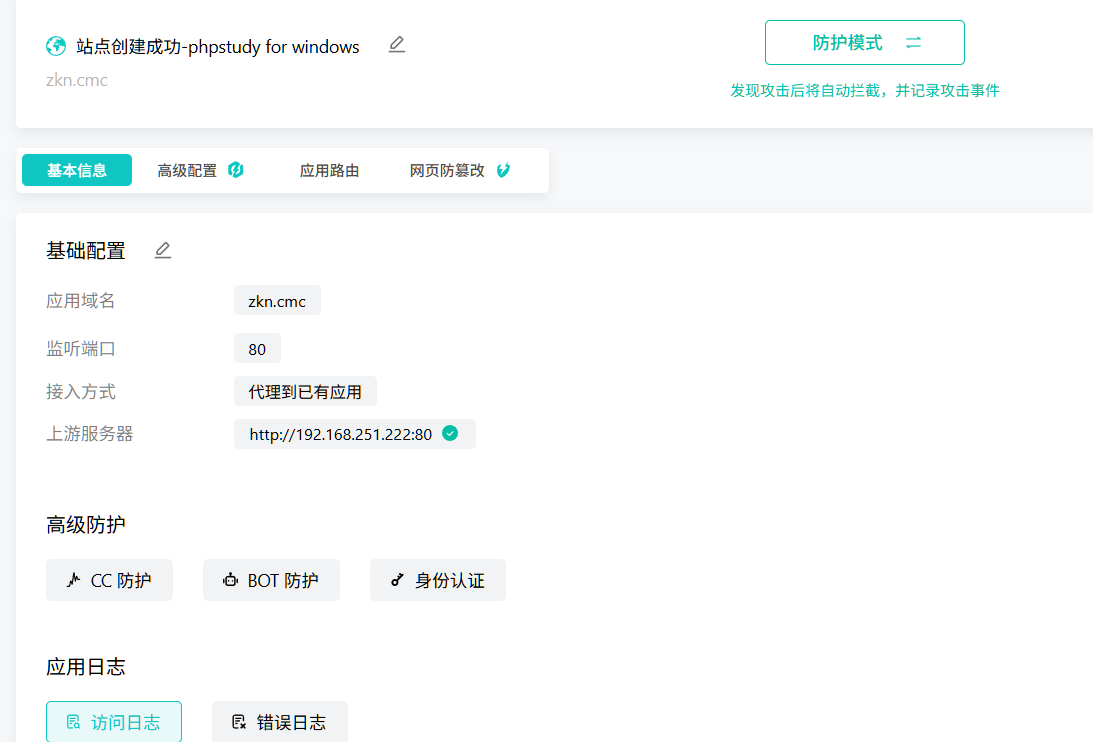 站点创建成功-phpstudy for windows
防护模式
zkn.cmc
发现攻击后将自动拦截，并记录攻击事件
基本信息 高级配置 应用路由 网页防篡改
基础配置
应用域名 zkn.cmc
监听端口 80
接入方式 代理到已有应用
上游服务器 http://192.168.251.222:80
高级防护
CC 防护 BOT 防护 身份认证
应用日志
访问日志 错误日志